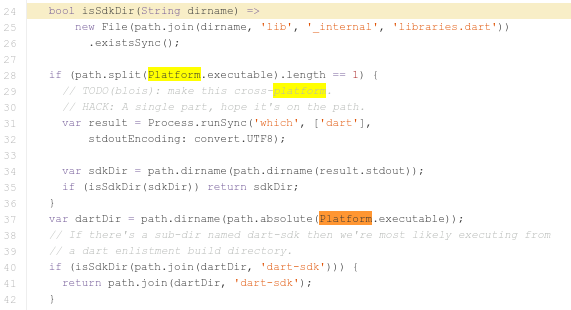 24 bool isSdkDir(String dirname) =>
25 new File(path.join(dirname, 'lib', '_internal', 'libraries.dart'))
26 .existsSync();
27
28 if (path.split(Platform.executable).length == 1) {
29 // TODO(blois): make this cross-platform.
30 // HACK: A single part, hope it's on the path.
31 var result = Process.runSync('which', ['dart'],
32 stdoutEncoding: convert.UTF8);
33
34 var sdkDir = path.dirname(path.dirname(result.stdout));
35 if (isSdkDir(sdkDir)) return sdkDir;
36 }
37 var dartDir = path.dirname(path.absolute(Platform.executable));
38 // If there's a sub-dir named dart-sdk then we're most likely executing from
39 // a dart enlistment build directory.
40 if (isSdkDir(path.join(dartDir, 'dart-sdk'))) {
41 return path.join(dartDir, 'dart-sdk');
42 }